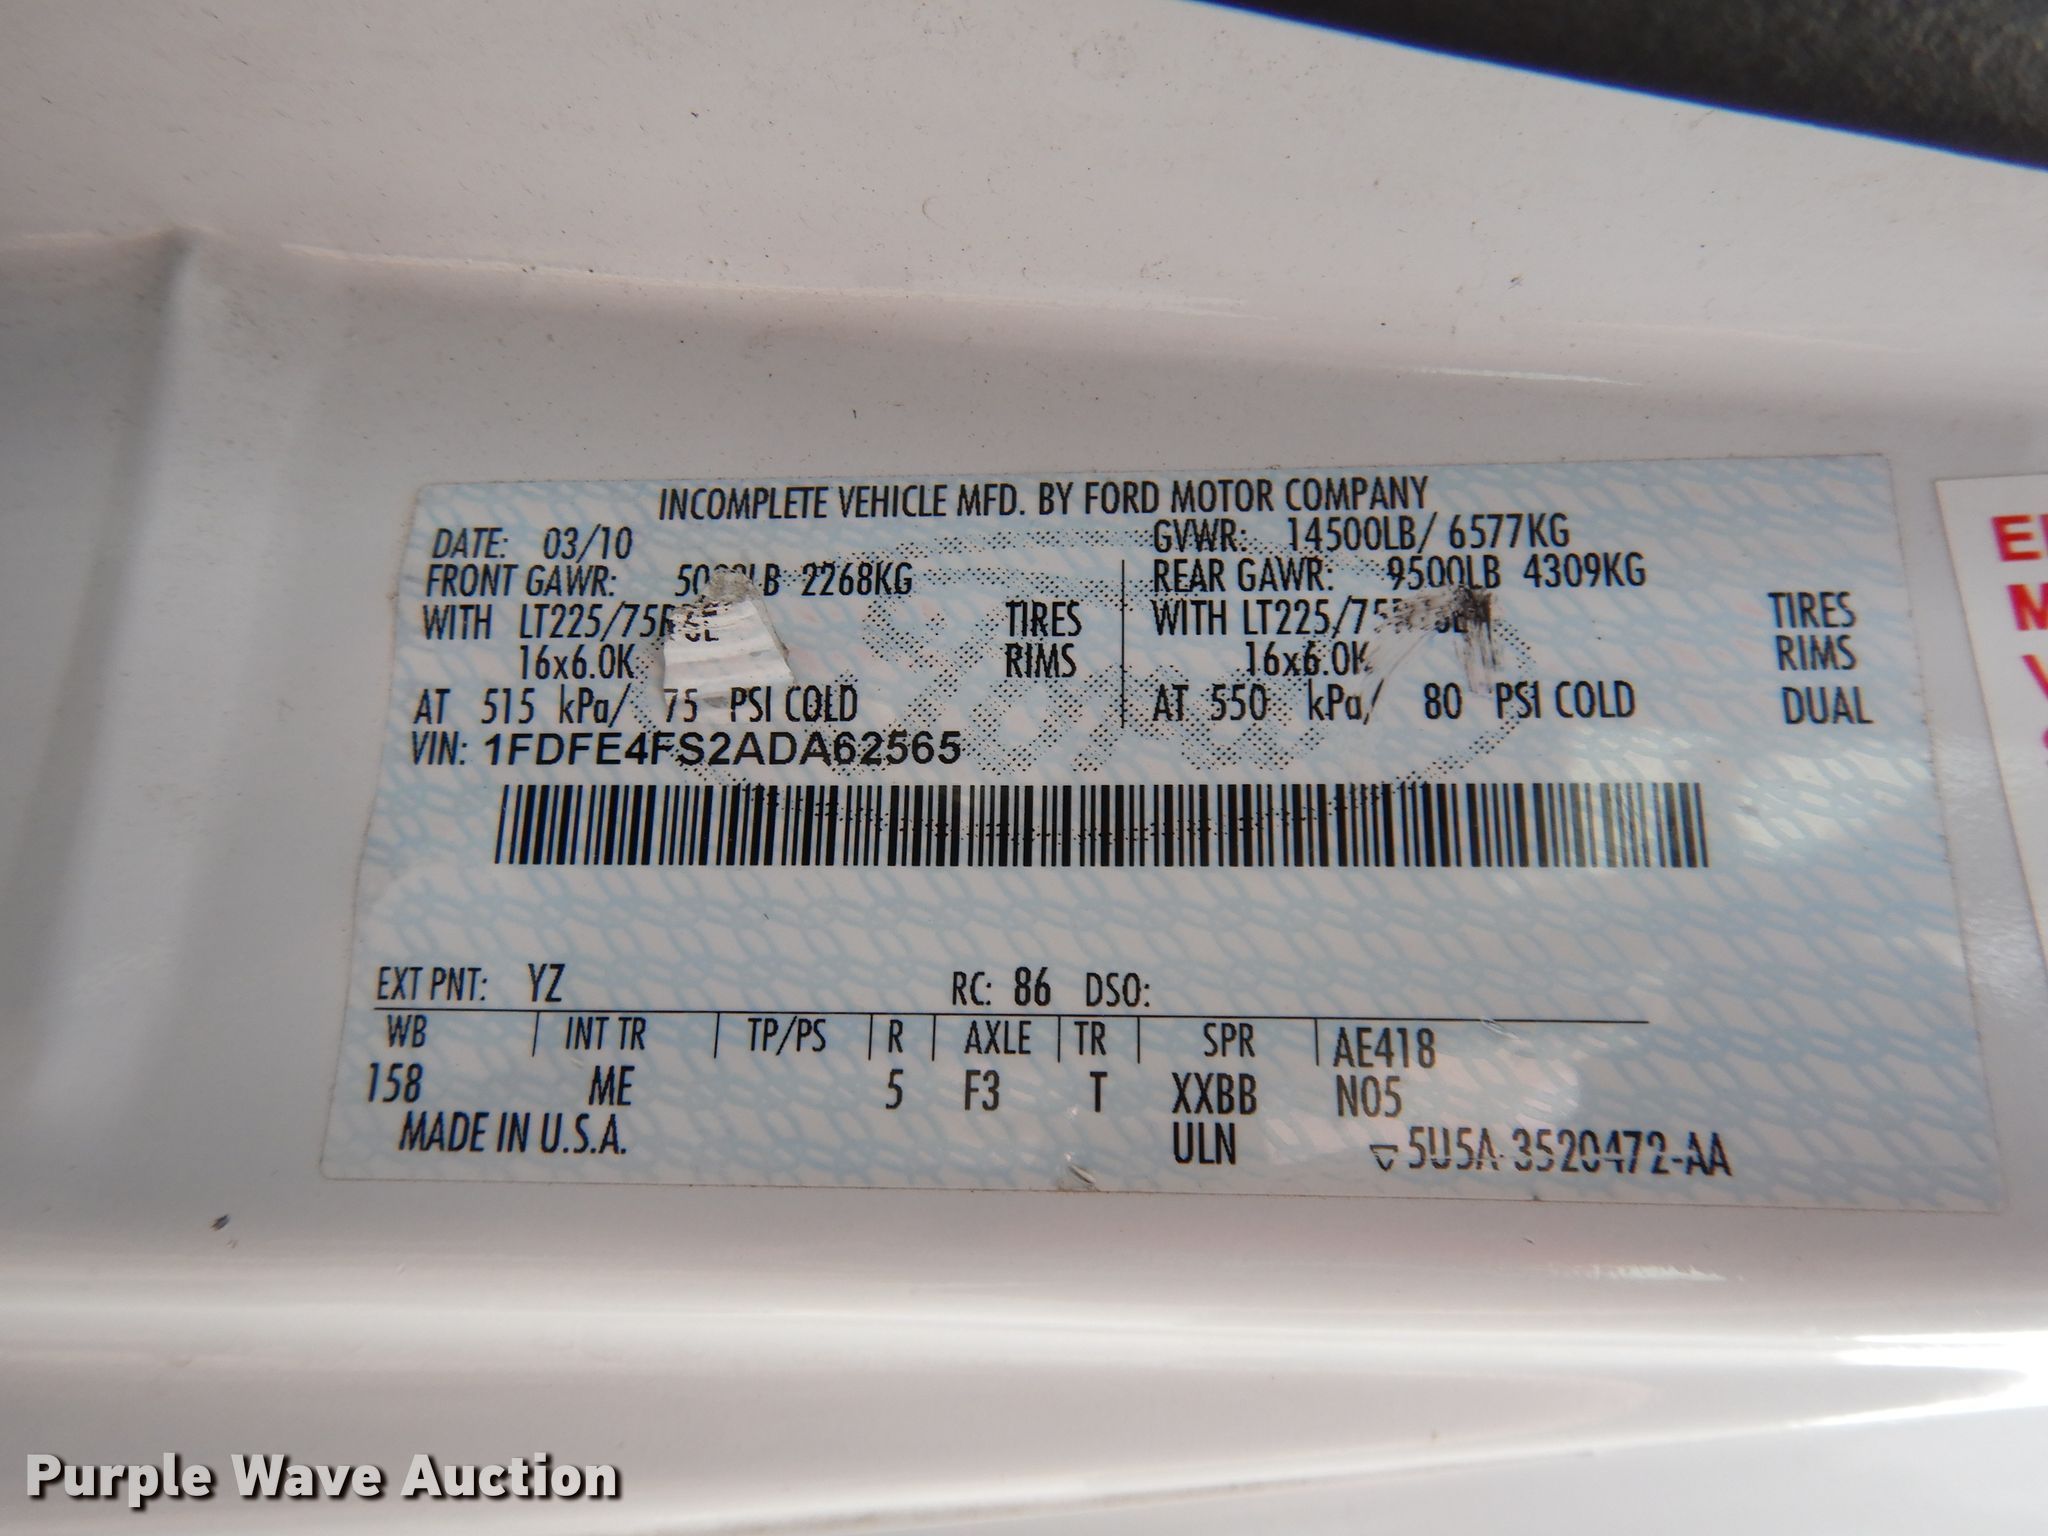 INCOMPLETE VEHICLE MFD. BY FORD MOTOR COMPANY
DATE: 03/10
GVWR: 14500LB/ 6577KG
FRONT GAWR: 2268KG
REAR GAWR: 9500LB 4309KG
WITH TIRES
WITH TIRES
16x6.0K RIMS
16x6.0K RIMS
AT 515 kPa/ 75 PSI COLD
AT 550 kPa/ 80 PSI COLD DUAL
VIN: 1FDFE4FS2ADA62565
EXT PNT: YZ RC: 86 DSO:
WB INT TR TP/PS R AXLE TR SPR AE418
158 ME 5 F3 T XXBB N05
MADE IN U.S.A. ULN 5U5A-3520472-AA
Purple Wave Auction